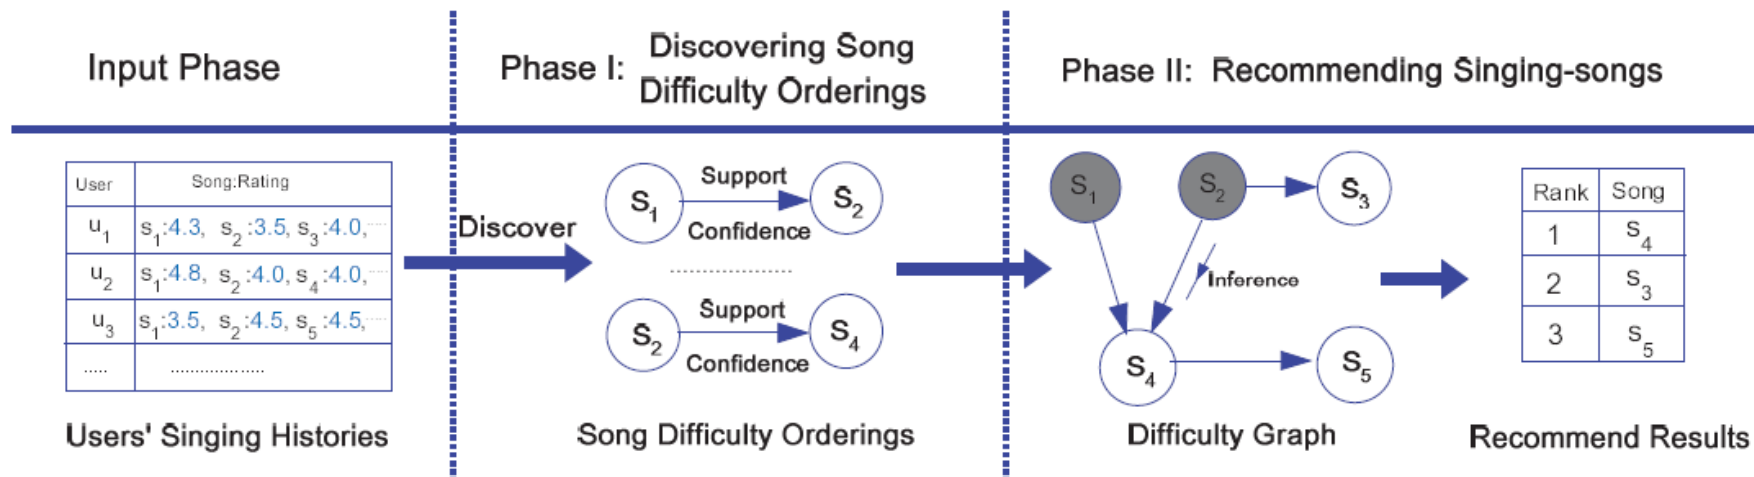 Input Phase
Phase I: Discovering Song
Difficulty Orderings
Phase II: Recommending Singing-songs
User Song:Rating
u1 s1:4.3, s2:3.5, s3:4.0,....
u2 s1:4.8, s2:4.0, s4:4.0,....
u3 s1:3.5, s2:4.5, s5:4.5,....
..... ...................
Users' Singing Histories
Discover
S1 Support S2
Confidence
....................
S2 Support S4
Confidence
Song Difficulty Orderings
S1 S2 S3
Inference
S4 S5
Difficulty Graph
Rank Song
1 s4
2 s3
3 s5
Recommend Results